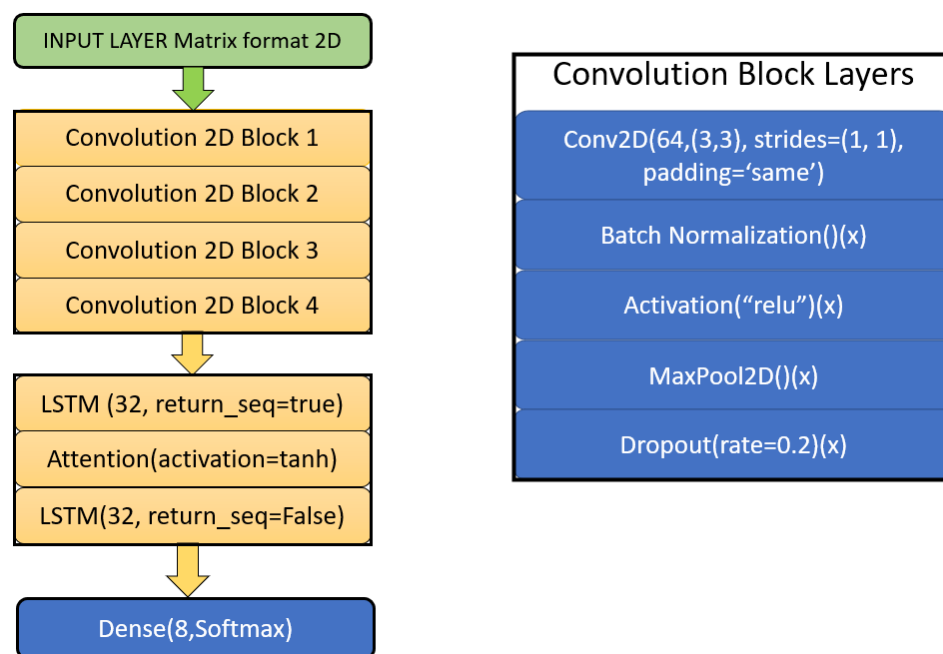 INPUT LAYER Matrix format 2D
Convolution 2D Block 1
Convolution 2D Block 2
Convolution 2D Block 3
Convolution 2D Block 4
LSTM (32, return_seq=true)
Attention(activation=tanh)
LSTM(32, return_seq=False)
Dense(8,Softmax)
Convolution Block Layers
Conv2D(64,(3,3), strides=(1, 1),
padding=‘same’)
Batch Normalization()(x)
Activation(“relu”)(x)
MaxPool2D()(x)
Dropout(rate=0.2)(x)